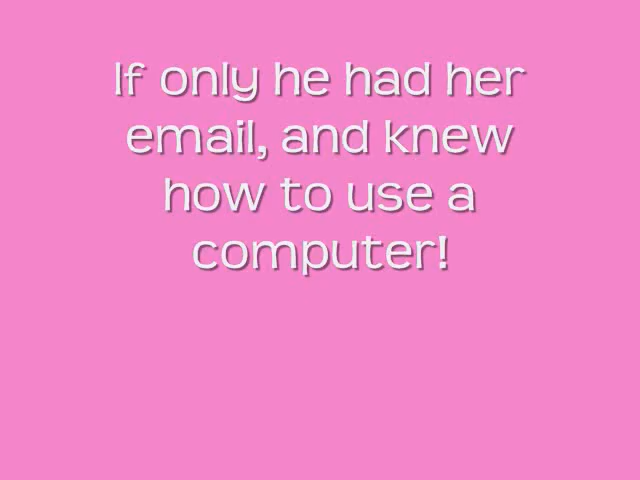 If only he had her
email, and knew
how to use a
computer!